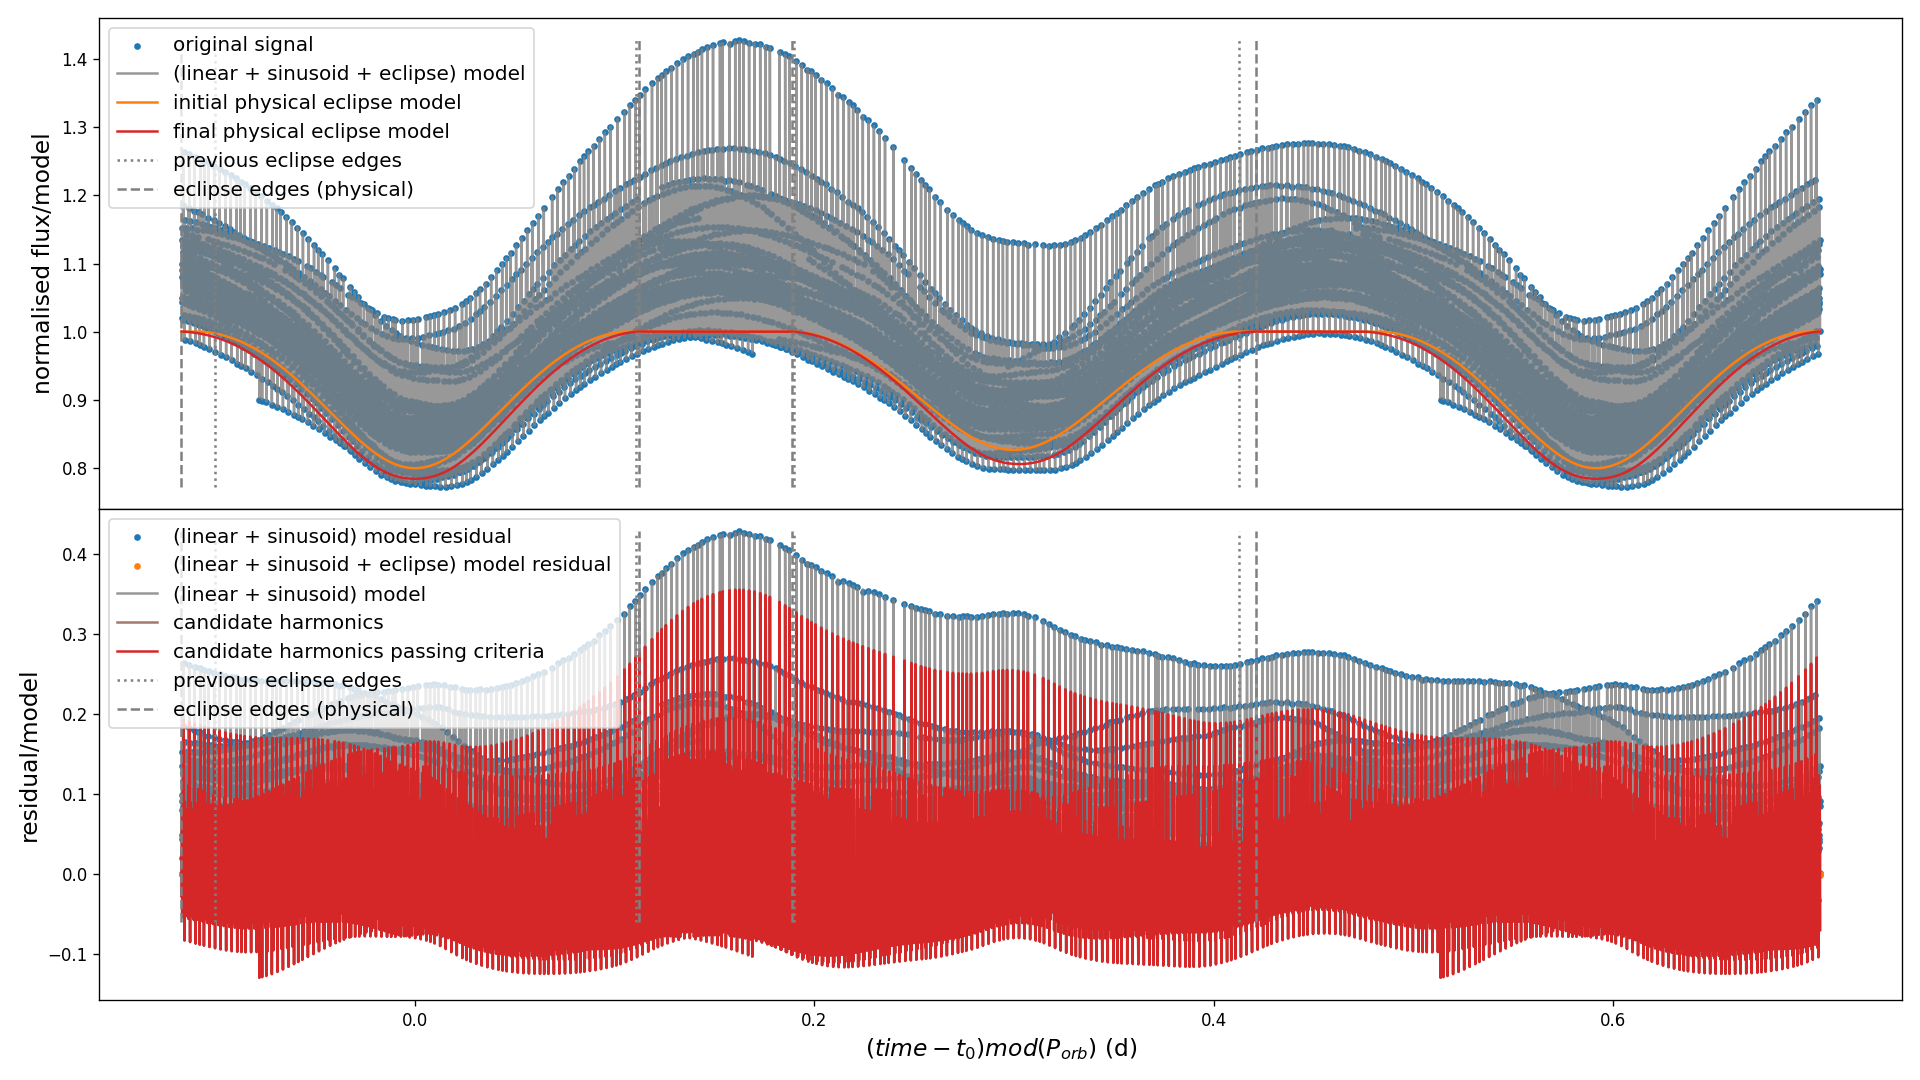 normalised flux/model
1.4
1.3
1.2
1.1
1.0
0.9
0.8
original signal
(linear + sinusoid + eclipse) model
initial physical eclipse model
final physical eclipse model
previous eclipse edges
eclipse edges (physical)
residual/model
0.4
0.3
0.2
0.1
0.0
−0.1
(linear + sinusoid) model residual
(linear + sinusoid + eclipse) model residual
(linear + sinusoid) model
candidate harmonics
candidate harmonics passing criteria
previous eclipse edges
eclipse edges (physical)
0.0 0.2 0.4 0.6
(time − t₀)mod(P_orb) (d)